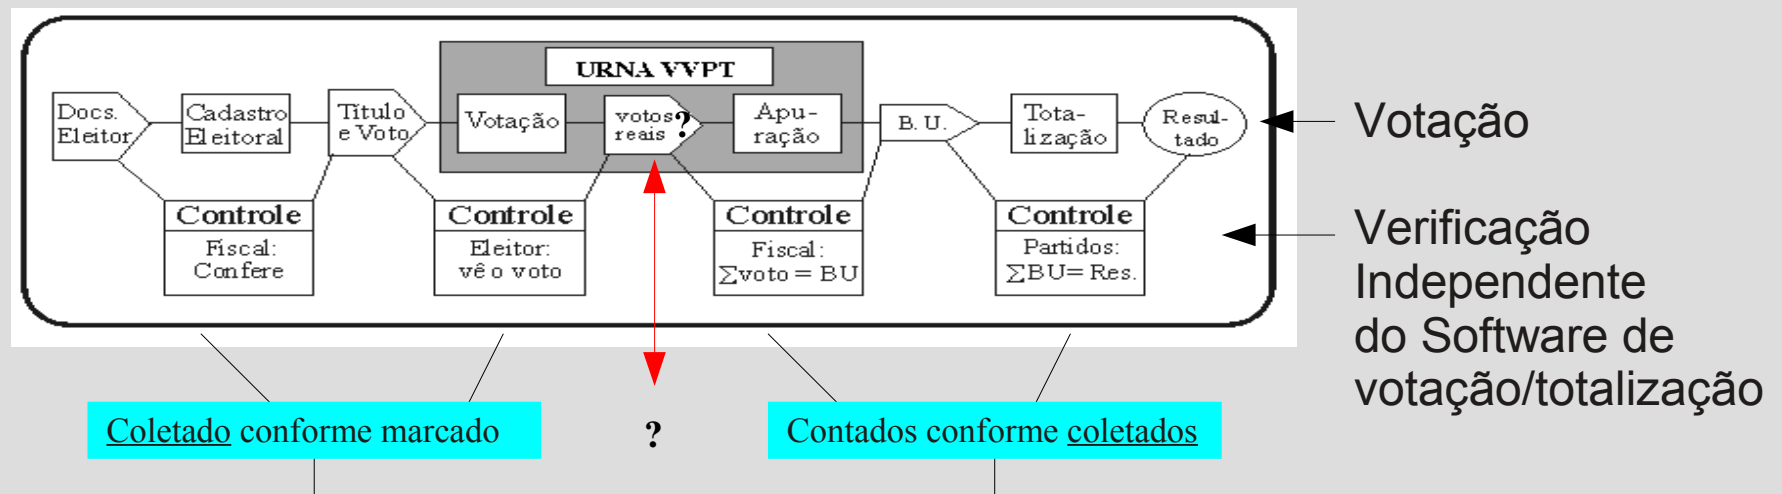 URNA VVPT
Docs.
Eleitor
Cadastro
Eleitoral
Título
e Voto
Votação
votos
reais
?
Apu-
ração
B. U.
Tota-
lização
Resul-
tado
Controle
Fiscal:
Confere
Controle
Eleitor:
vê o voto
Controle
Fiscal:
∑voto = BU
Controle
Partidos:
∑BU= Res.
Votação
Verificação
Independente
do Software de
votação/totalização
Coletado conforme marcado
?
Contados conforme coletados